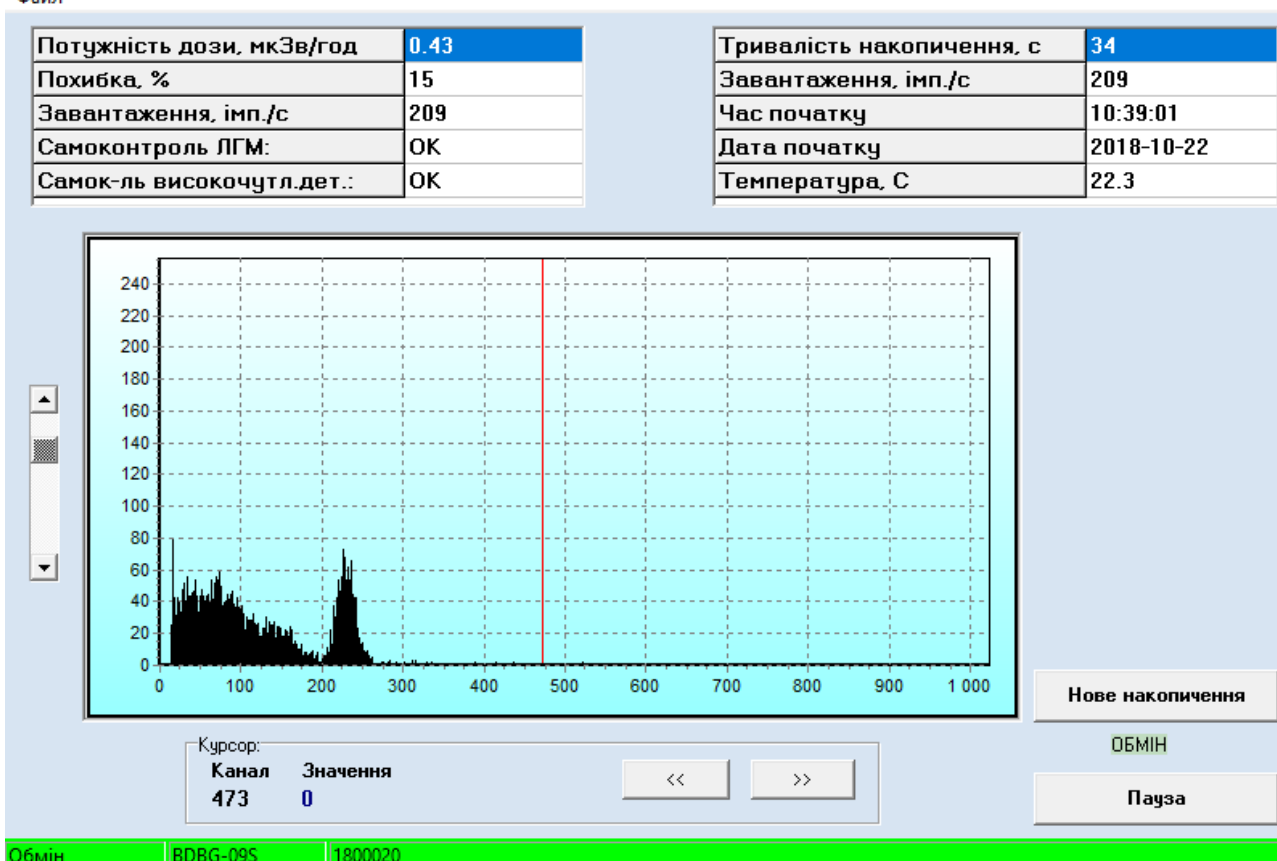 Файл
Потужність дози, мкЗв/год 0.43
Похибка, % 15
Завантаження, імп./с 209
Самоконтроль ЛГМ: OK
Самок-ль високочутл.дет.: OK
Тривалість накопичення, с 34
Завантаження, імп./с 209
Час початку 10:39:01
Дата початку 2018-10-22
Температура, С 22.3
240
220
200
180
160
140
120
100
80
60
40
20
0
0 100 200 300 400 500 600 700 800 900 1 000
Нове накопичення
ОБМІН
Пауза
Курсор:
Канал Значення
473 0
<< >>
Обмін BDBG-09S 1800020